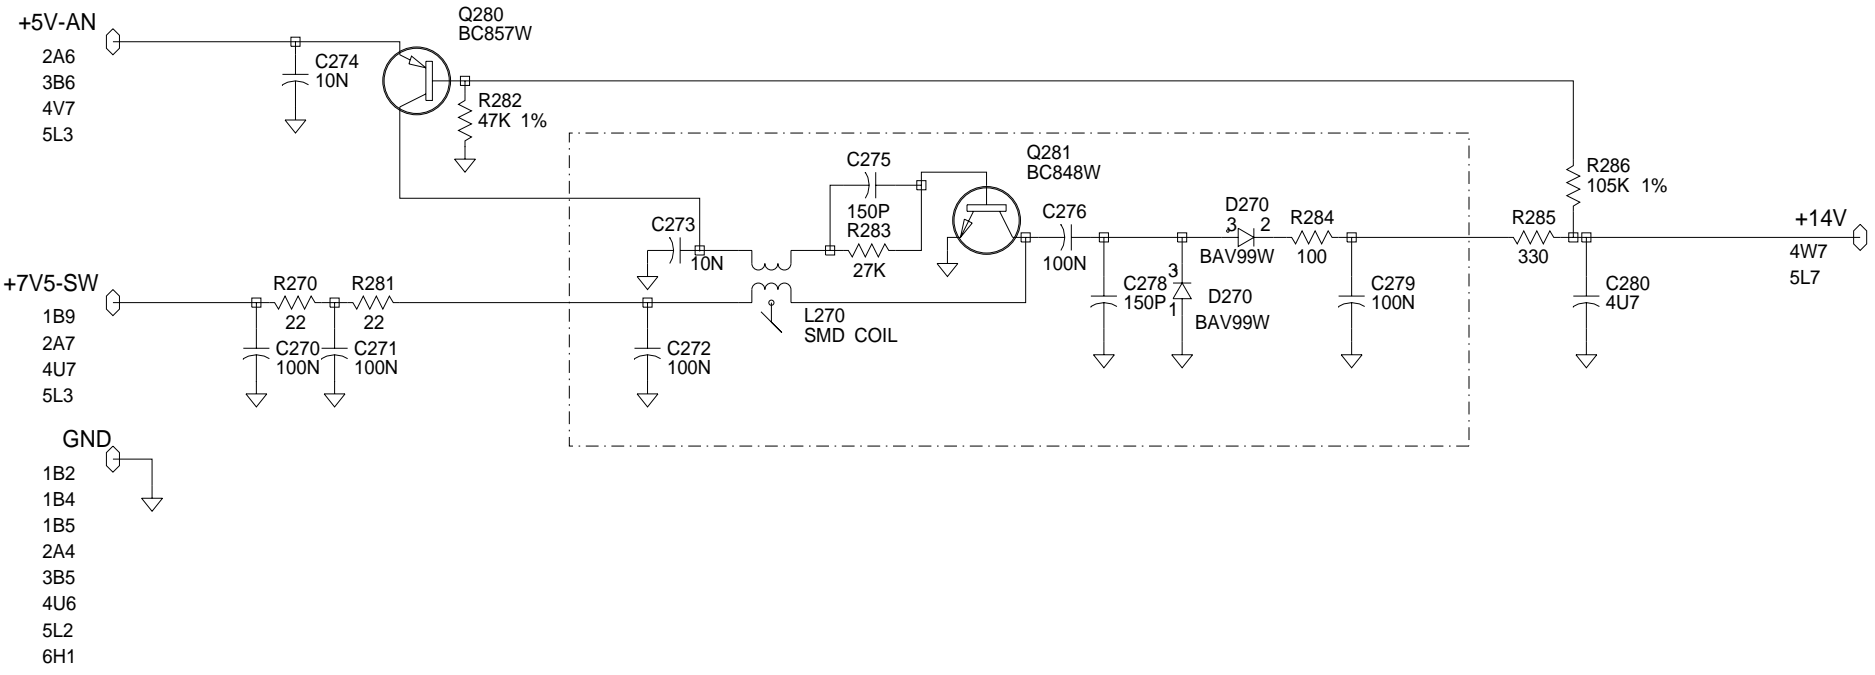 +5V-AN
2A6
3B6
4V7
5L3
C274
10N
Q280
BC857W
R282
47K 1%
C275
150P
R283
27K
Q281
BC848W
R286
105K 1%
C273
10N
C276
100N
D270
3 2
BAV99W
R284
100
R285
330
+14V
4W7
5L7
+7V5-SW
1B9
2A7
4U7
5L3
R270
22
R281
22
C270
100N
C271
100N
C272
100N
L270
SMD COIL
C278
150P
3
1
D270
BAV99W
C279
100N
C280
4U7
GND
1B2
1B4
1B5
2A4
3B5
4U6
5L2
6H1